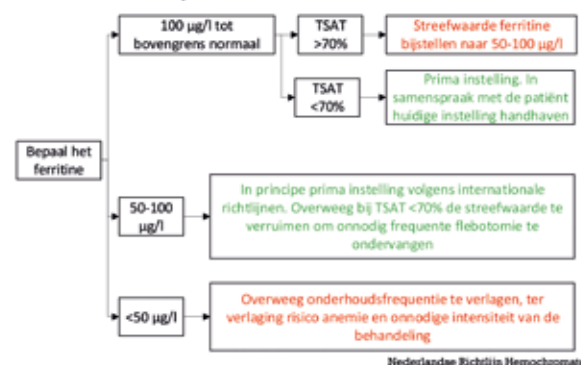 100 µg/l tot
bovengrens normaal
TSAT
>70%
Streefwaarde ferritine
bijstellen naar 50-100 µg/l
TSAT
<70%
Prima instelling. In
samenspraak met de patiënt
huidige instelling handhaven
Bepaal het
ferritine
50-100
µg/l
In principe prima instelling volgens internationale
richtlijnen. Overweeg bij TSAT <70% de streefwaarde te
verruimen om onnodig frequente flebotomie te
ondervangen
<50 µg/l
Overweeg onderhoudsfrequentie te verlagen, ter
verlaging risico anemie en onnodige intensiteit van de
behandeling
Nederlandse Richtlijn